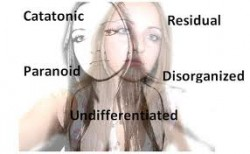 Catatonic
Residual
Paranoid
Disorganized
Undifferentiated